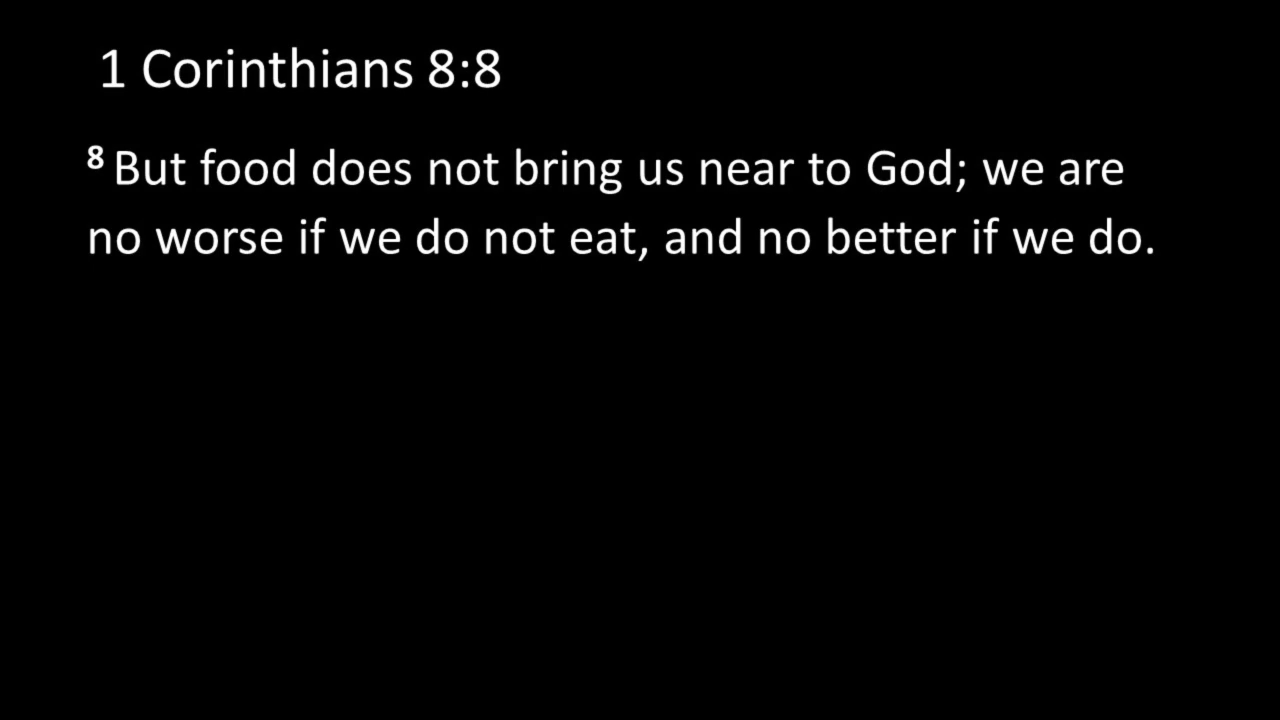 1 Corinthians 8:8
8 But food does not bring us near to God; we are
no worse if we do not eat, and no better if we do.